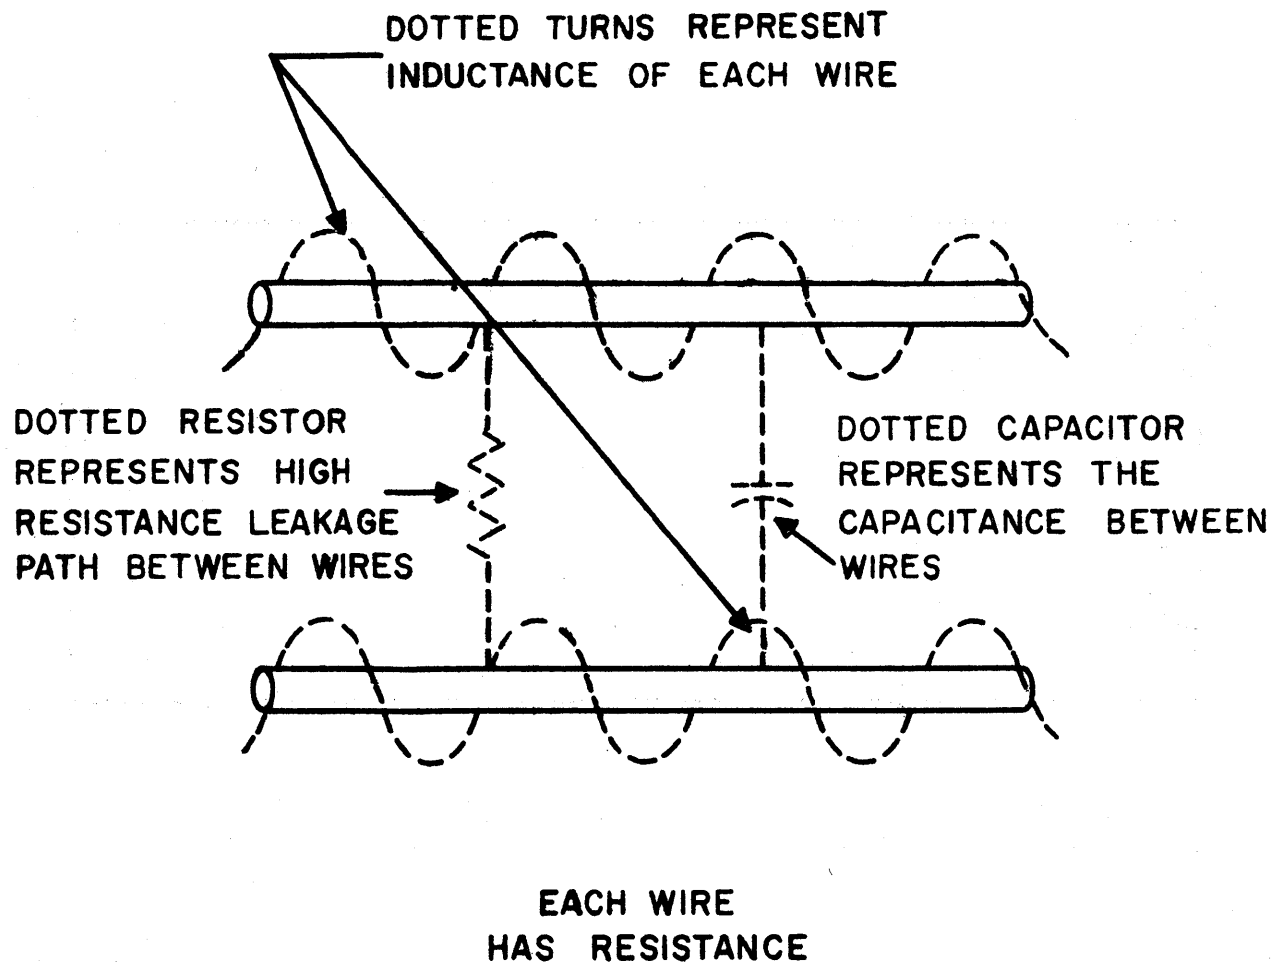 DOTTED TURNS REPRESENT
INDUCTANCE OF EACH WIRE
DOTTED RESISTOR
REPRESENTS HIGH
RESISTANCE LEAKAGE
PATH BETWEEN WIRES
DOTTED CAPACITOR
REPRESENTS THE
CAPACITANCE BETWEEN
WIRES
EACH WIRE
HAS RESISTANCE